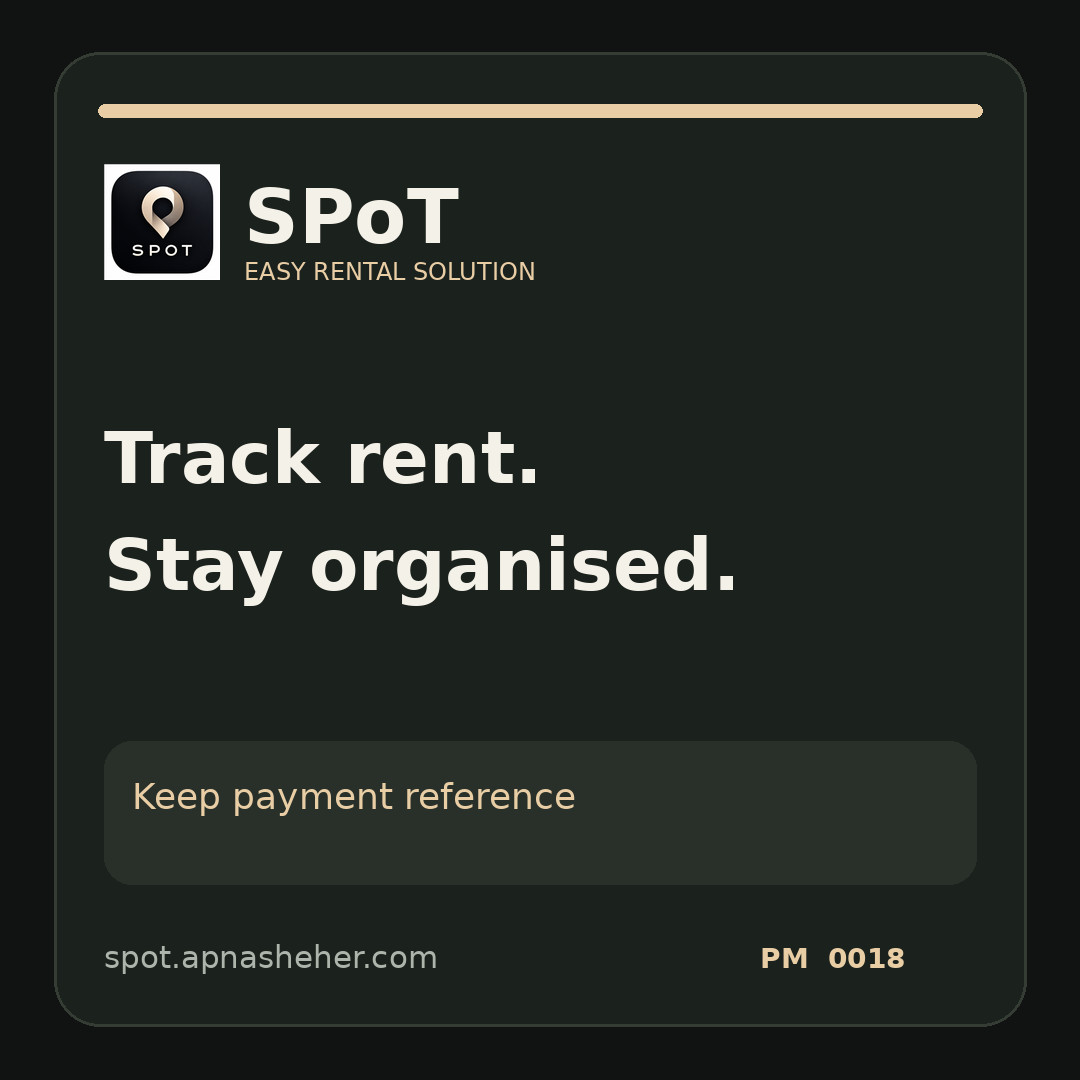 SPOT
SPoT
EASY RENTAL SOLUTION
Track rent.
Stay organised.
Keep payment reference
spot.apnasheher.com
PM 0018